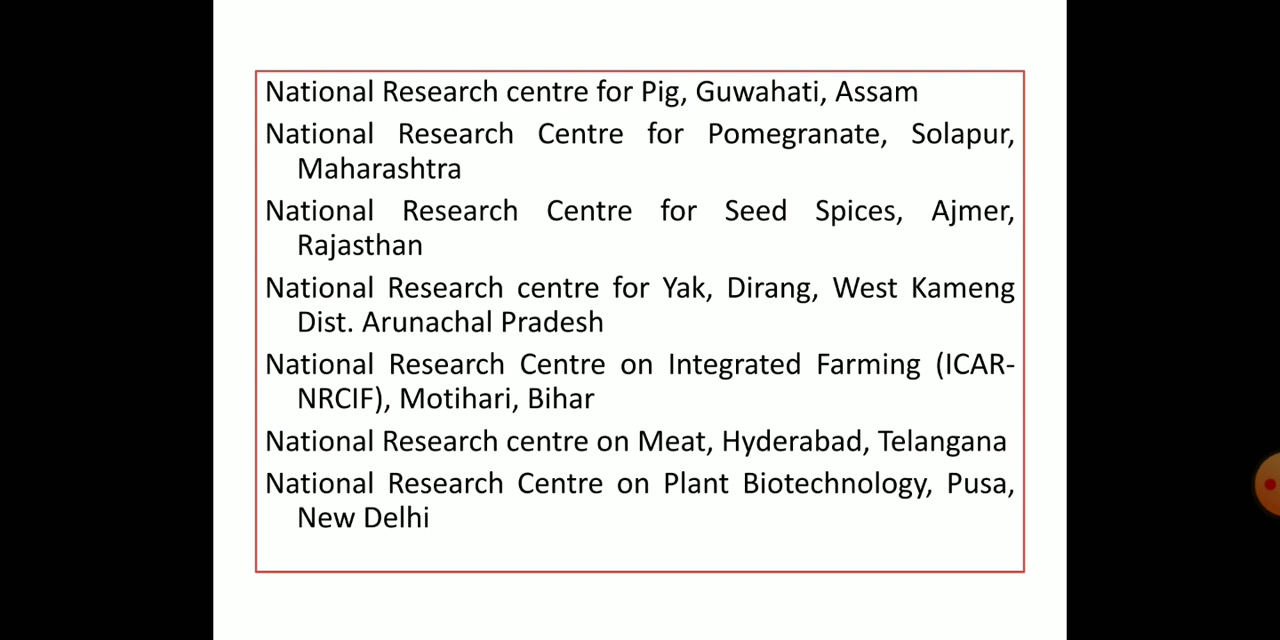 National Research centre for Pig, Guwahati, Assam
National Research Centre for Pomegranate, Solapur,
Maharashtra
National Research Centre for Seed Spices, Ajmer,
Rajasthan
National Research centre for Yak, Dirang, West Kameng
Dist. Arunachal Pradesh
National Research Centre on Integrated Farming (ICAR-
NRCIF), Motihari, Bihar
National Research centre on Meat, Hyderabad, Telangana
National Research Centre on Plant Biotechnology, Pusa,
New Delhi